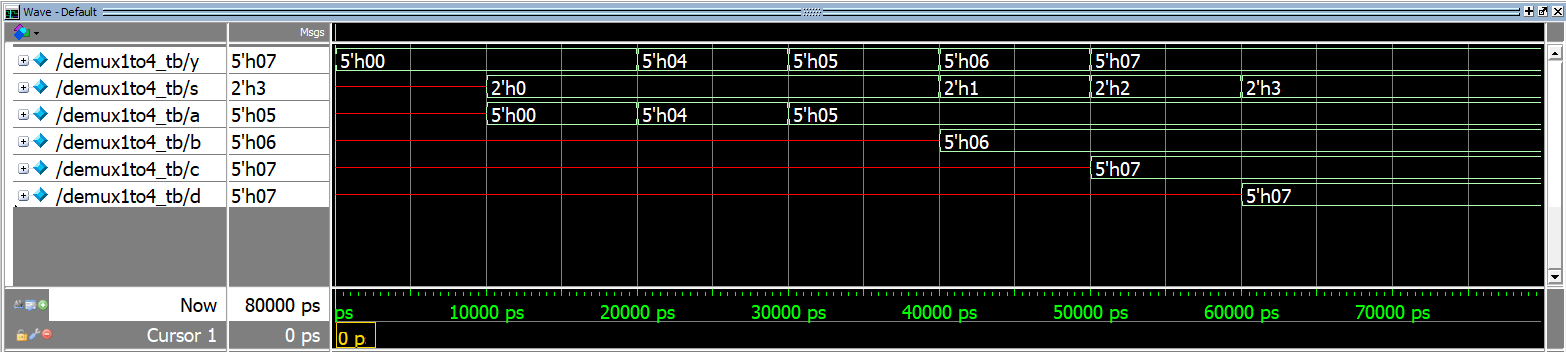 Wave - Default
Msgs
/demux1to4_tb/y 5'h07 5'h00 5'h04 5'h05 5'h06 5'h07
/demux1to4_tb/s 2'h3 2'h0 2'h1 2'h2 2'h3
/demux1to4_tb/a 5'h05 5'h00 5'h04 5'h05
/demux1to4_tb/b 5'h06 5'h06
/demux1to4_tb/c 5'h07 5'h07
/demux1to4_tb/d 5'h07 5'h07
Now 80000 ps ps 10000 ps 20000 ps 30000 ps 40000 ps 50000 ps 60000 ps 70000 ps
Cursor 1 0 ps 0 p